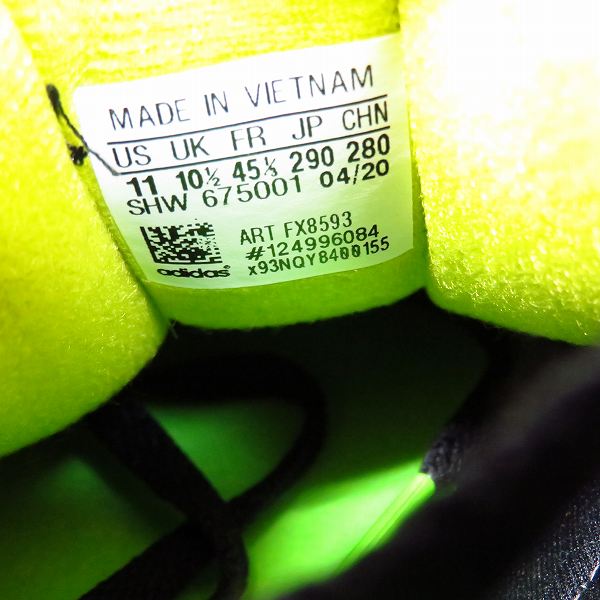 MADE IN VIETNAM
US UK FR JP CHN
11 10½ 45⅓ 290 280
SHW 675001 04/20
ART FX8593
#124996084
x93NQY8400155
adidas